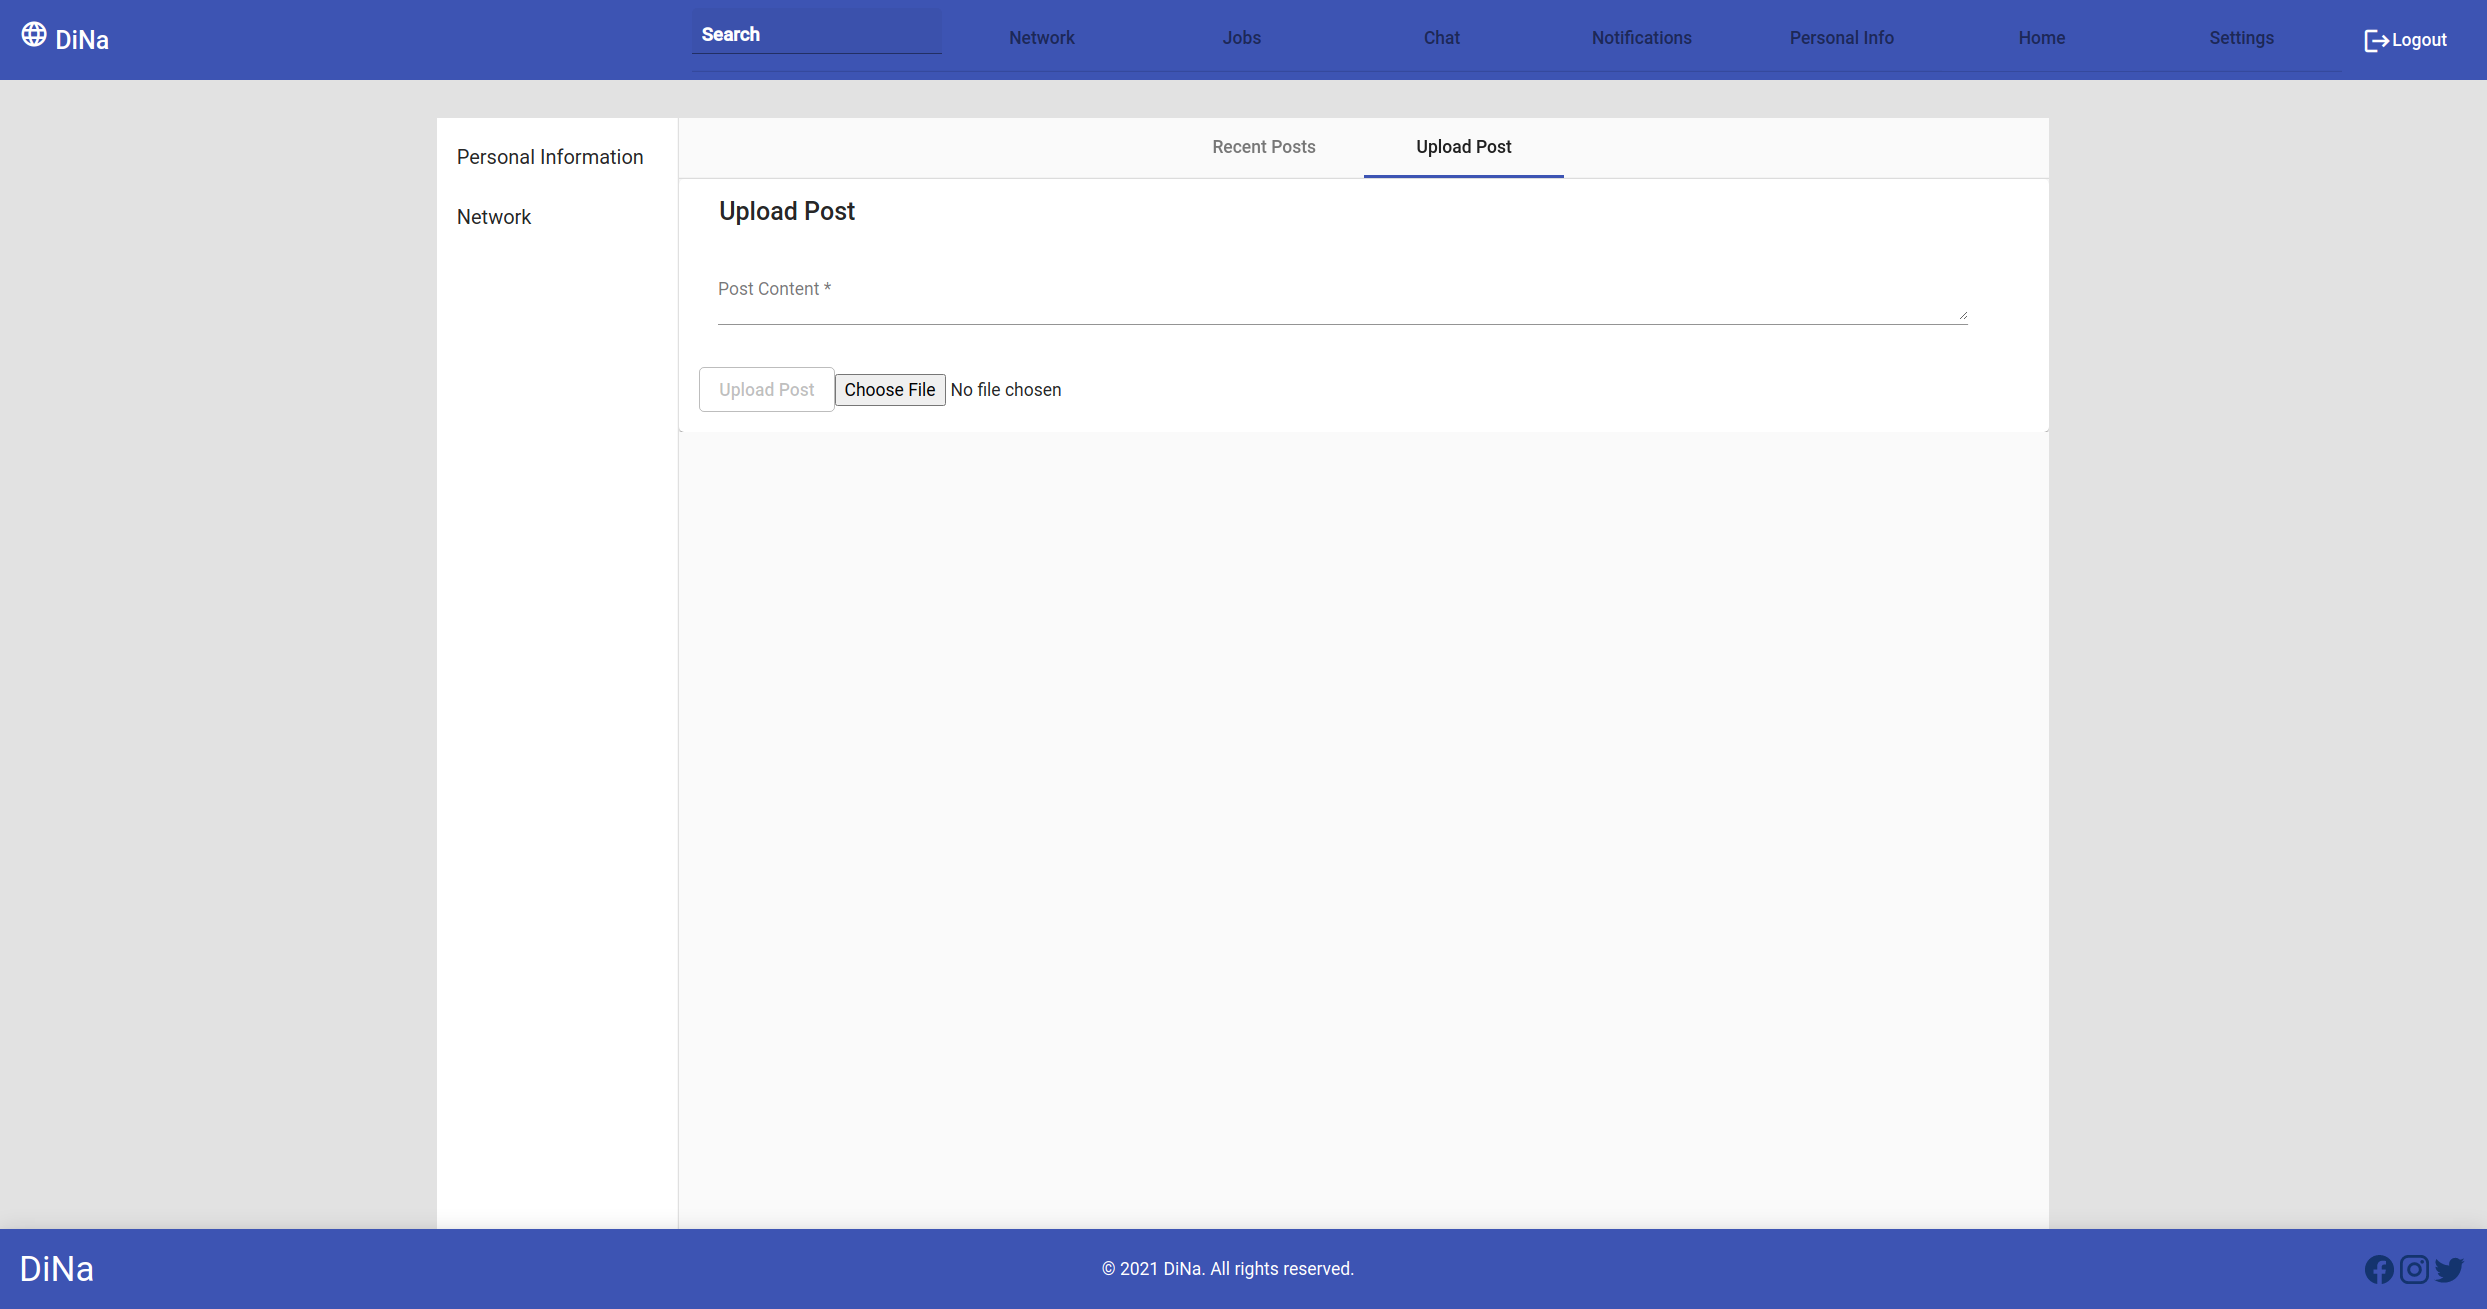 DiNa
Search
Network
Jobs
Chat
Notifications
Personal Info
Home
Settings
Logout
Personal Information
Network
Recent Posts
Upload Post
Upload Post
Post Content *
Upload Post
Choose File
No file chosen
DiNa
© 2021 DiNa. All rights reserved.